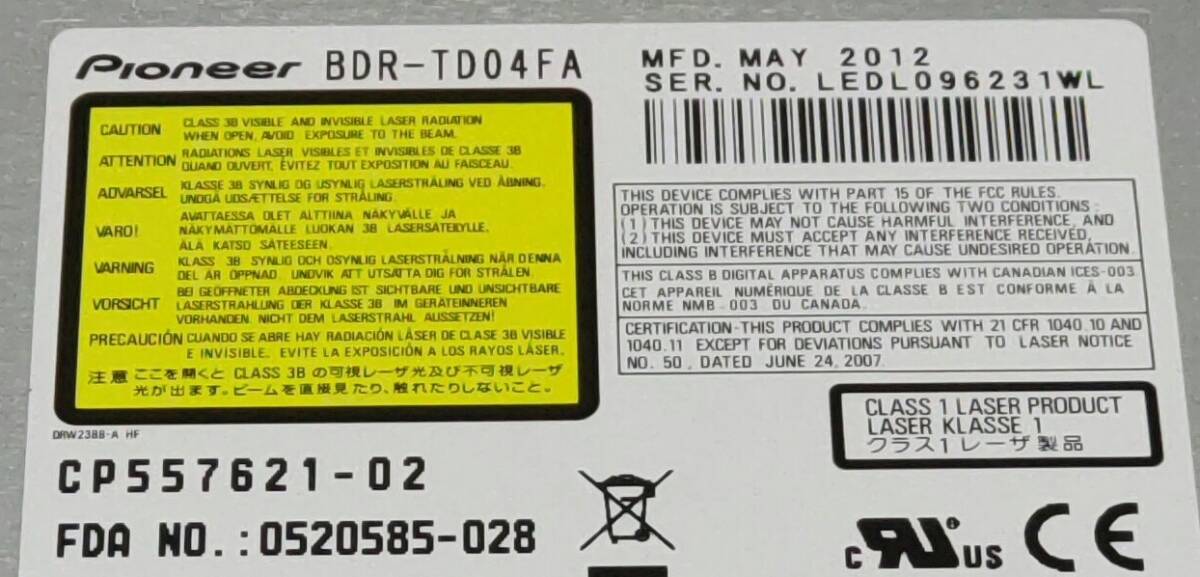 Pioneer BDR-TD04FA
MFD. MAY 2012
SER. NO. LEDL096231WL
CAUTION CLASS 3B VISIBLE AND INVISIBLE LASER RADIATION
WHEN OPEN, AVOID EXPOSURE TO THE BEAM.
ATTENTION RADIATIONS LASER VISIBLES ET INVISIBLES DE CLASSE 3B
QUAND OUVERT. EVITEZ TOUT EXPOSITION AU FAISCEAU.
ADVARSEL KLASSE 3B SYNLIG OG USYNLIG LASERSTRÅLING VED ÅBNING.
UNDGÅ UDSÆTTELSE FOR STRÅLING.
VARO! AVATTAESSA OLET ALTTIINA NÄKYVÄLLE JA
NÄKYMÄTTÖMÄLLE LUOKAN 3B LASERSÄTEILYLLE.
ÄLÄ KATSO SÄTEESEEN.
VARNING KLASS 3B SYNLIG OCH OSYNLIG LASERSTRÅLNING NÄR DENNA
DEL ÄR ÖPPNAD. UNDVIK ATT UTSÄTTA DIG FÖR STRÅLEN.
VORSICHT BEI GEÖFFNETER ABDECKUNG IST SICHTBARE UND UNSICHTBARE
LASERSTRAHLUNG DER KLASSE 3B IM GERÄTEINNEREN
VORHANDEN. NICHT DEM LASERSTRAHL AUSSETZEN!
PRECAUCIÓN CUANDO SE ABRE HAY RADIACIÓN LÁSER DE CLASE 3B VISIBLE
E INVISIBLE. EVITE LA EXPOSICIÓN A LOS RAYOS LÁSER.
注意 ここを開くと CLASS 3B の可視レーザ光及び不可視レーザ
光が出ます。ビームを直接見たり、触れたりしないこと。
DRW2388-A HF
THIS DEVICE COMPLIES WITH PART 15 OF THE FCC RULES.
OPERATION IS SUBJECT TO THE FOLLOWING TWO CONDITIONS :
(1) THIS DEVICE MAY NOT CAUSE HARMFUL INTERFERENCE, AND
(2) THIS DEVICE MUST ACCEPT ANY INTERFERENCE RECEIVED,
INCLUDING INTERFERENCE THAT MAY CAUSE UNDESIRED OPERATION.
THIS CLASS B DIGITAL APPARATUS COMPLIES WITH CANADIAN ICES-003.
CET APPAREIL NUMÉRIQUE DE LA CLASSE B EST CONFORME À LA
NORME NMB-003 DU CANADA.
CERTIFICATION-THIS PRODUCT COMPLIES WITH 21 CFR 1040.10 AND
1040.11 EXCEPT FOR DEVIATIONS PURSUANT TO LASER NOTICE
NO. 50, DATED JUNE 24, 2007.
CLASS 1 LASER PRODUCT
LASER KLASSE 1
クラス1 レーザ製品
CP557621-02
FDA NO.:0520585-028
c RU US CE